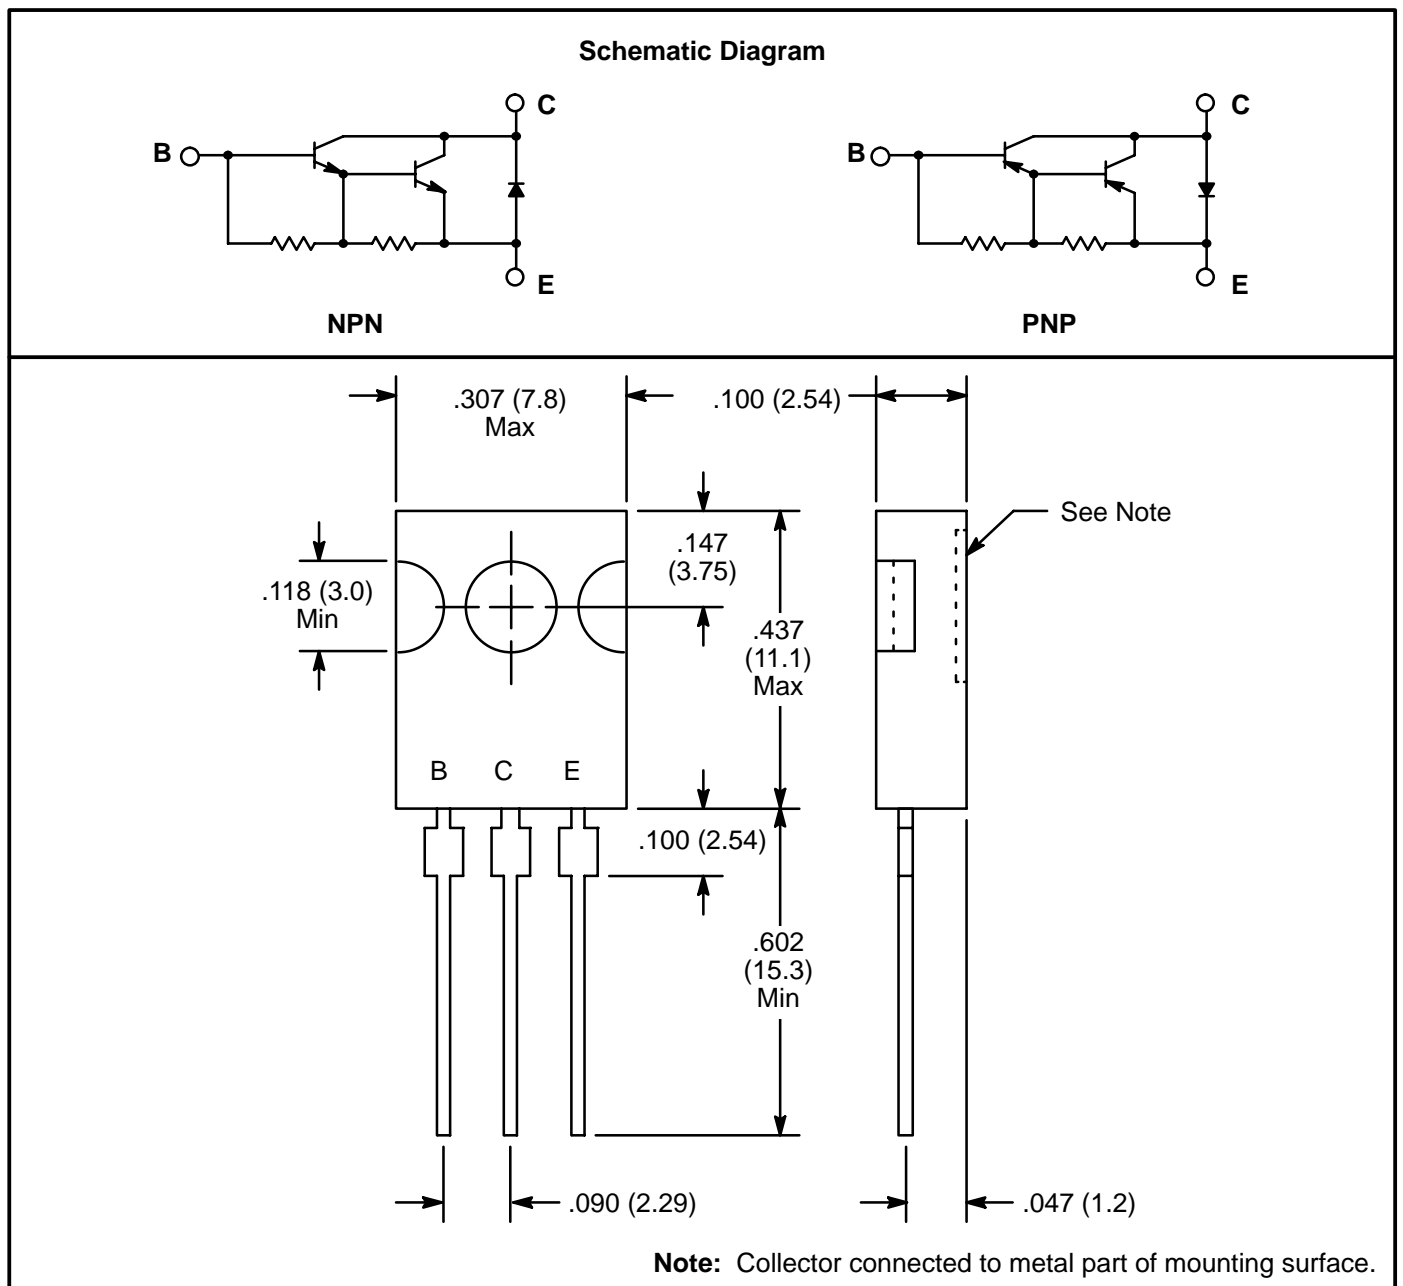 Schematic Diagram
C
B
E
NPN
C
B
E
PNP
.307 (7.8)
Max
.100 (2.54)
See Note
.147
(3.75)
.118 (3.0)
Min
.437
(11.1)
Max
B C E
.100 (2.54)
.602
(15.3)
Min
.090 (2.29)
.047 (1.2)
Note: Collector connected to metal part of mounting surface.